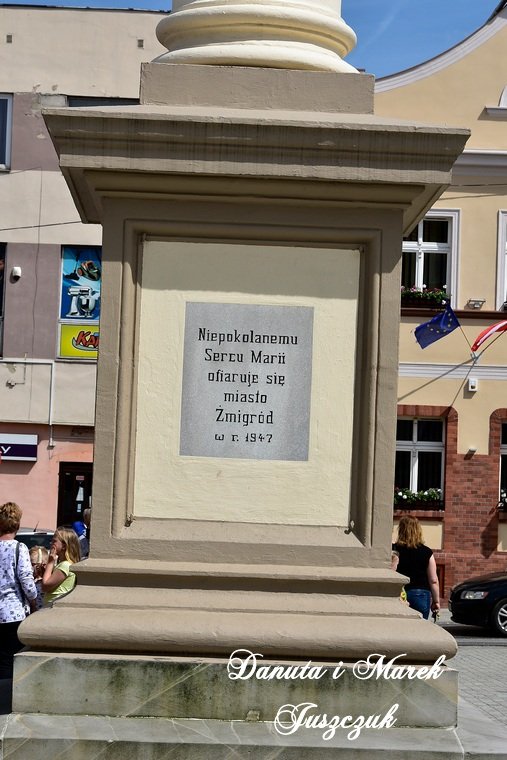 Niepokolanemu
Sercu Marii
ofiaruje się
miasto
Żmigród
w r. 1947
Danuta i Marek
Juszczuk